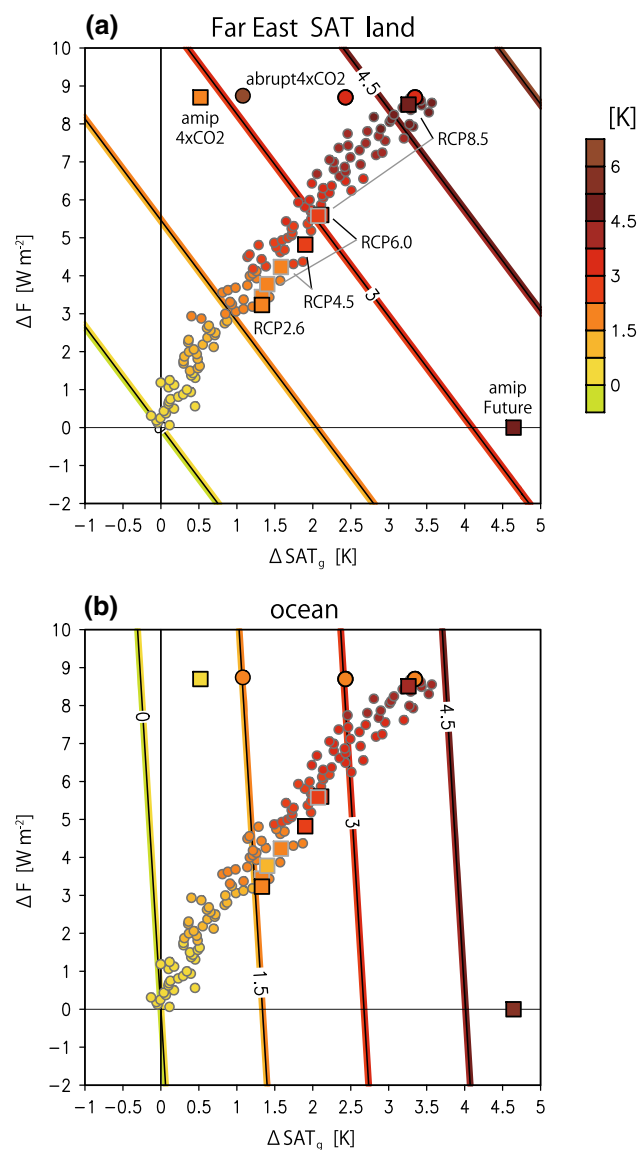 (a) Far East SAT land
10
9
8
7
6
5
4
3
2
1
0
−1
−2
ΔF [W m-2]
amip
4xCO2
abrupt4xCO2
4.5
RCP8.5
RCP6.0
RCP4.5
RCP2.6
3
amip
Future
0
−1 −0.5 0 0.5 1 1.5 2 2.5 3 3.5 4 4.5 5
ΔSATg [K]
[K]
6
4.5
3
1.5
0
(b) ocean
10
9
8
7
6
5
4
3
2
1
0
−1
−2
ΔF [W m-2]
0
1.5
3
4.5
−1 −0.5 0 0.5 1 1.5 2 2.5 3 3.5 4 4.5 5
ΔSATg [K]